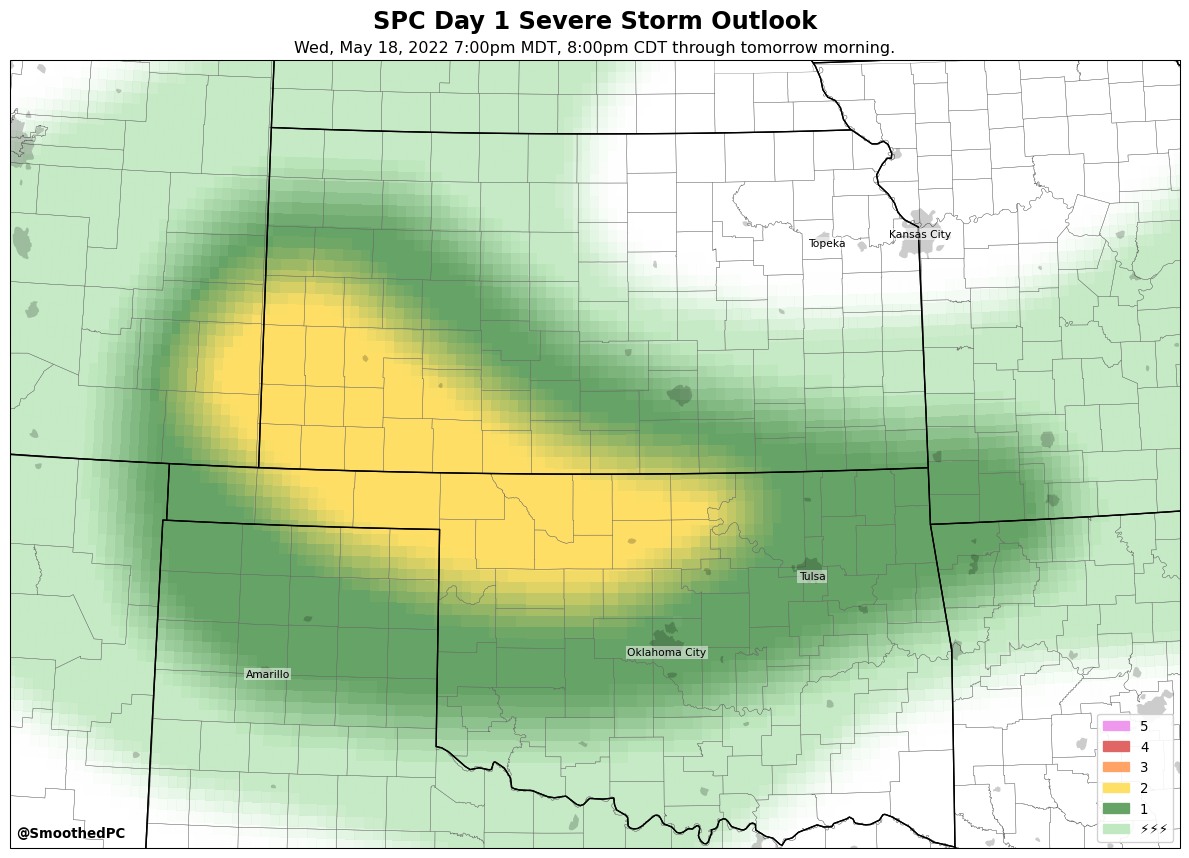 SPC Day 1 Severe Storm Outlook
Wed, May 18, 2022 7:00pm MDT, 8:00pm CDT through tomorrow morning.
Kansas City
Topeka
Tulsa
Oklahoma City
Amarillo
5
4
3
2
1
⚡⚡⚡
@SmoothedPC